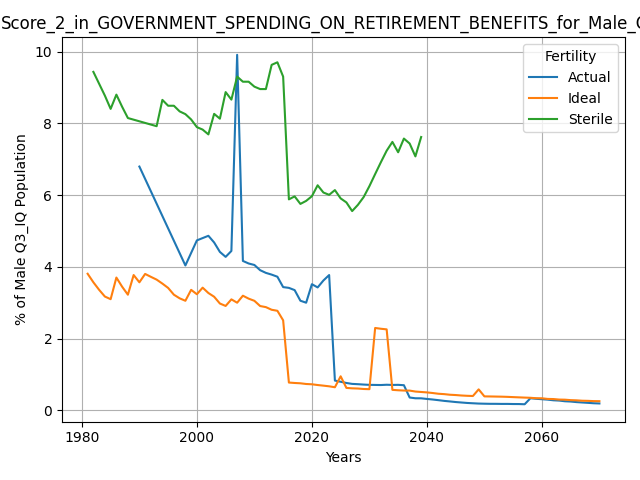 Score_2_in_GOVERNMENT_SPENDING_ON_RETIREMENT_BENEFITS_for_Male_
Fertility
Actual
Ideal
Sterile
% of Male Q3_IQ Population
10
8
6
4
2
0
1980 2000 2020 2040 2060
Years